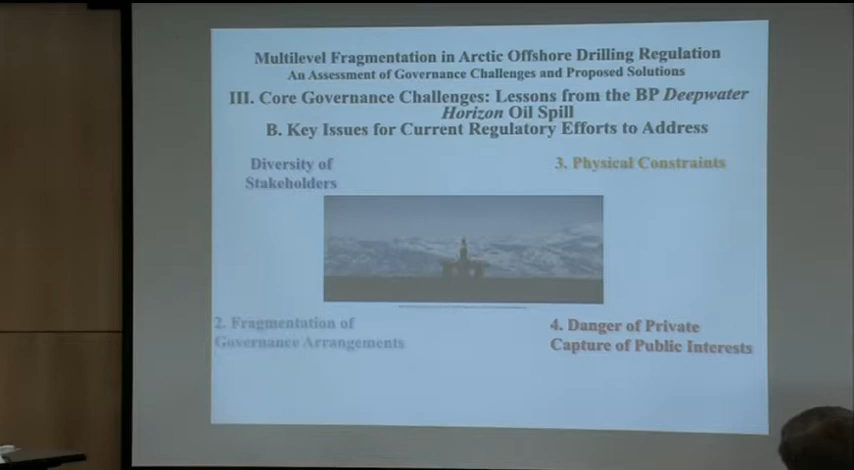 Multilevel Fragmentation in Arctic Offshore Drilling Regulation
An Assessment of Governance Challenges and Proposed Solutions
III. Core Governance Challenges: Lessons from the BP Deepwater
Horizon Oil Spill
B. Key Issues for Current Regulatory Efforts to Address
Diversity of
Stakeholders
3. Physical Constraints
2. Fragmentation of
Governance Arrangements
4. Danger of Private
Capture of Public Interests